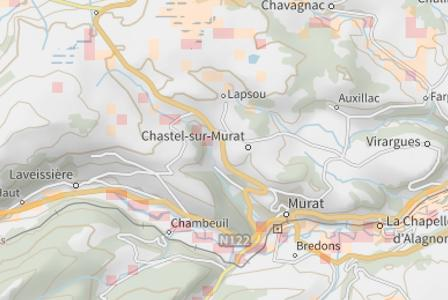 Chavagnac
Lapsou
Auxillac
Chastel-sur-Murat
Virargues
Laveissière
Murat
La Chapelle
d'Alagnon
Chambeuil
N122
Bredons